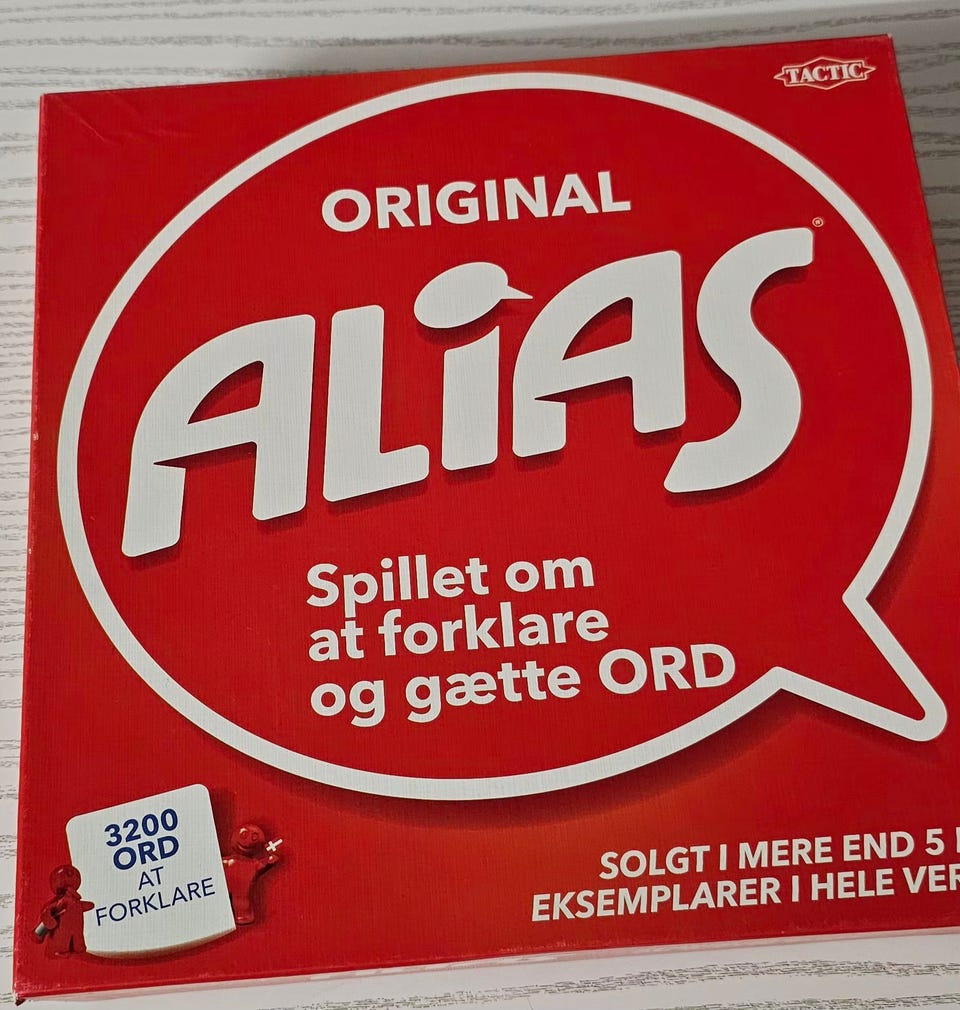 TACTIC
ORIGINAL
ALiAS®
Spillet om
at forklare
og gætte ORD
3200
ORD
AT
FORKLARE
SOLGT I MERE END 5
EKSEMPLARER I HELE